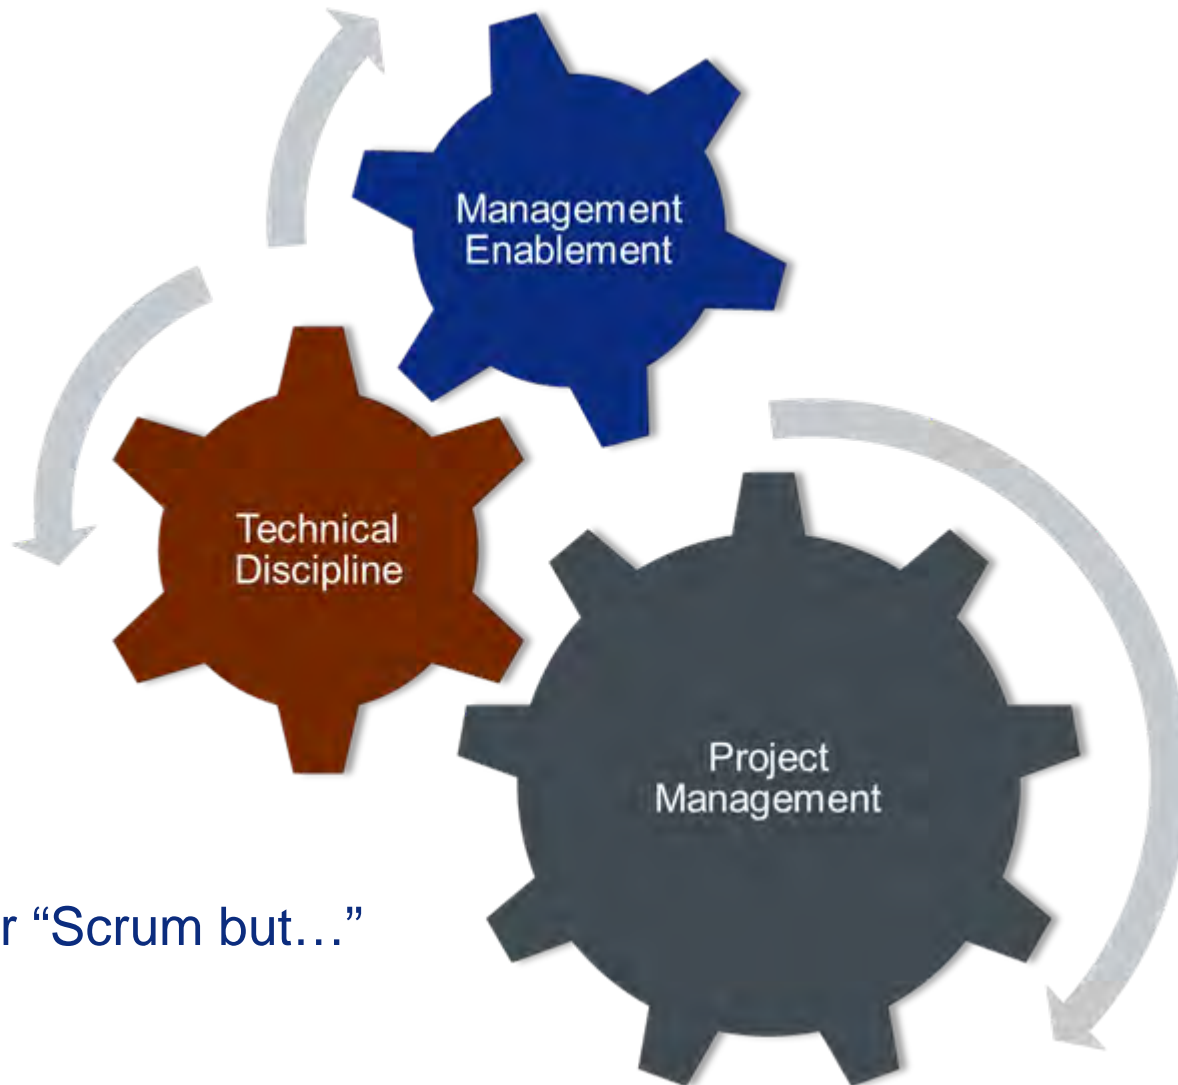 Management
Enablement
Technical
Discipline
Project
Management
r “Scrum but…”